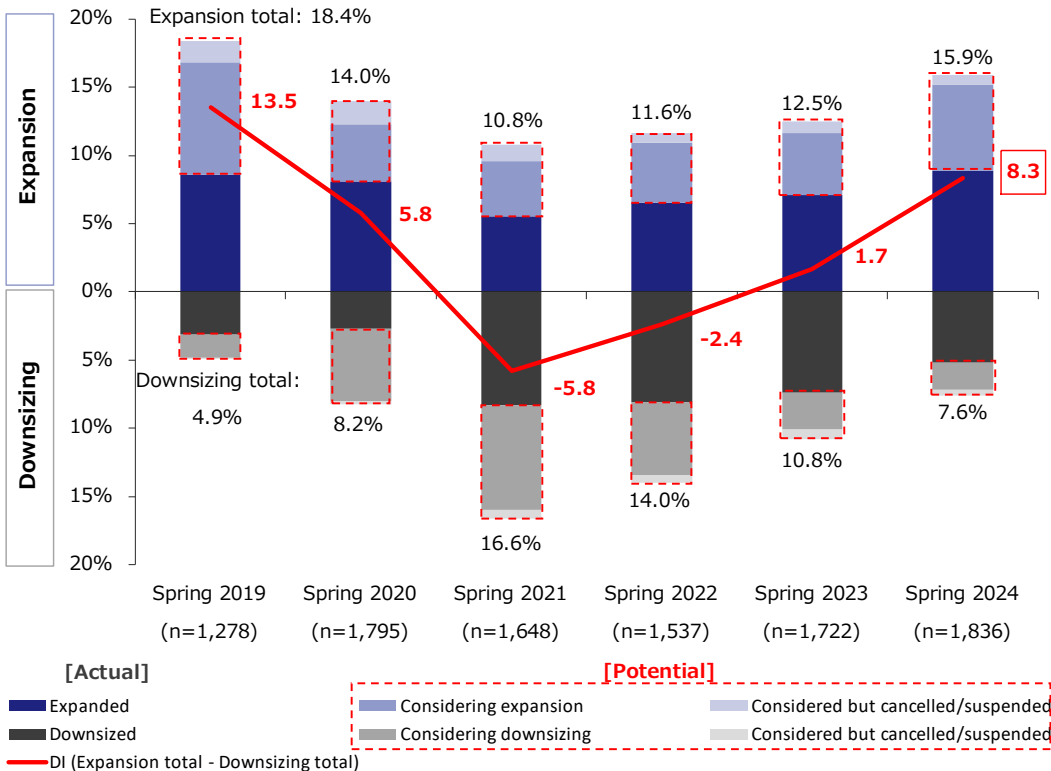 Expansion
Downsizing
20%
15%
10%
5%
0%
5%
10%
15%
20%
Expansion total: 18.4%
14.0%
10.8%
11.6%
12.5%
15.9%
13.5
5.8
-5.8
-2.4
1.7
8.3
Downsizing total:
4.9%
8.2%
16.6%
14.0%
10.8%
7.6%
Spring 2019 Spring 2020 Spring 2021 Spring 2022 Spring 2023 Spring 2024
(n=1,278) (n=1,795) (n=1,648) (n=1,537) (n=1,722) (n=1,836)
[Actual] [Potential]
Expanded Considering expansion Considered but cancelled/suspended
Downsized Considering downsizing Considered but cancelled/suspended
DI (Expansion total - Downsizing total)